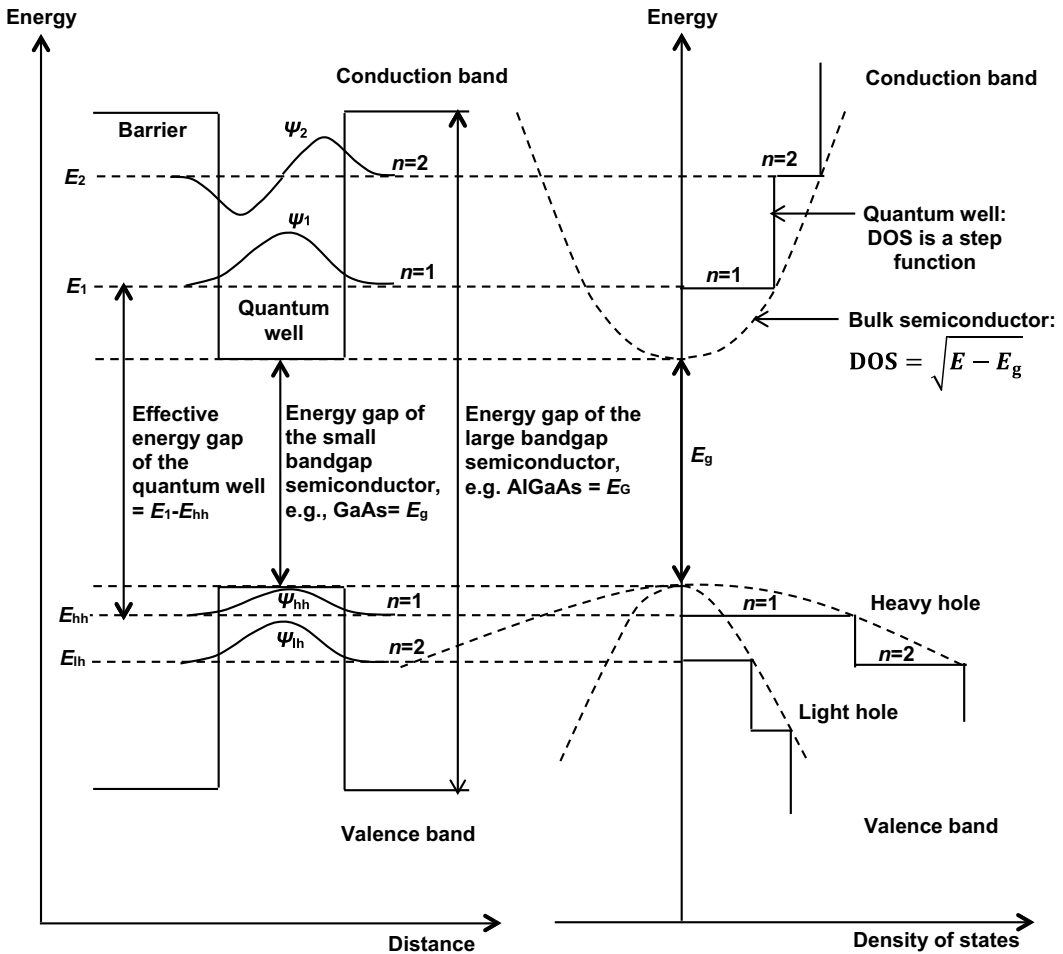 Energy
Conduction band
Barrier
ψ2
n=2
E2
ψ1
n=1
E1
Quantum
well
Effective
energy gap
of the
quantum well
= E1-Ehh
Energy gap of
the small
bandgap
semiconductor,
e.g., GaAs= Eg
Energy gap of the
large bandgap
semiconductor,
e.g. AlGaAs = EG
Ehh
ψhh
n=1
Elh
ψlh
n=2
Valence band
Distance
Energy
Conduction band
n=2
Quantum well:
DOS is a step
function
n=1
Bulk semiconductor:
DOS = √E − Eg
Eg
n=1
Heavy hole
n=2
Light hole
Valence band
Density of states